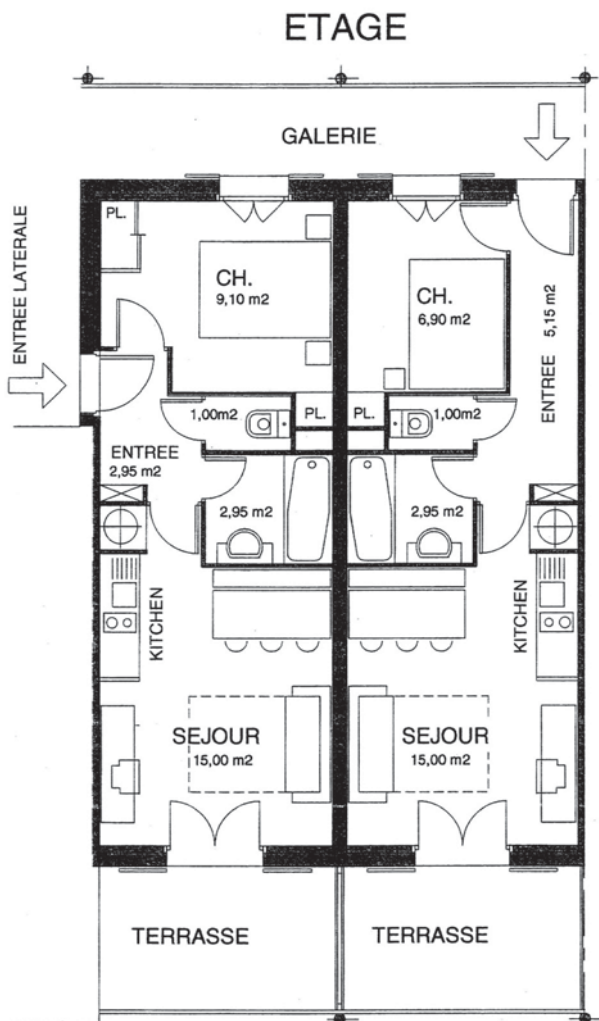 ETAGE
GALERIE
ENTREE LATERALE
PL.
CH.
9,10 m2
CH.
6,90 m2
ENTREE 5,15 m2
1,00m2
PL.
PL.
1,00m2
ENTREE
2,95 m2
2,95 m2
2,95 m2
KITCHEN
KITCHEN
SEJOUR
15,00 m2
SEJOUR
15,00 m2
TERRASSE
TERRASSE